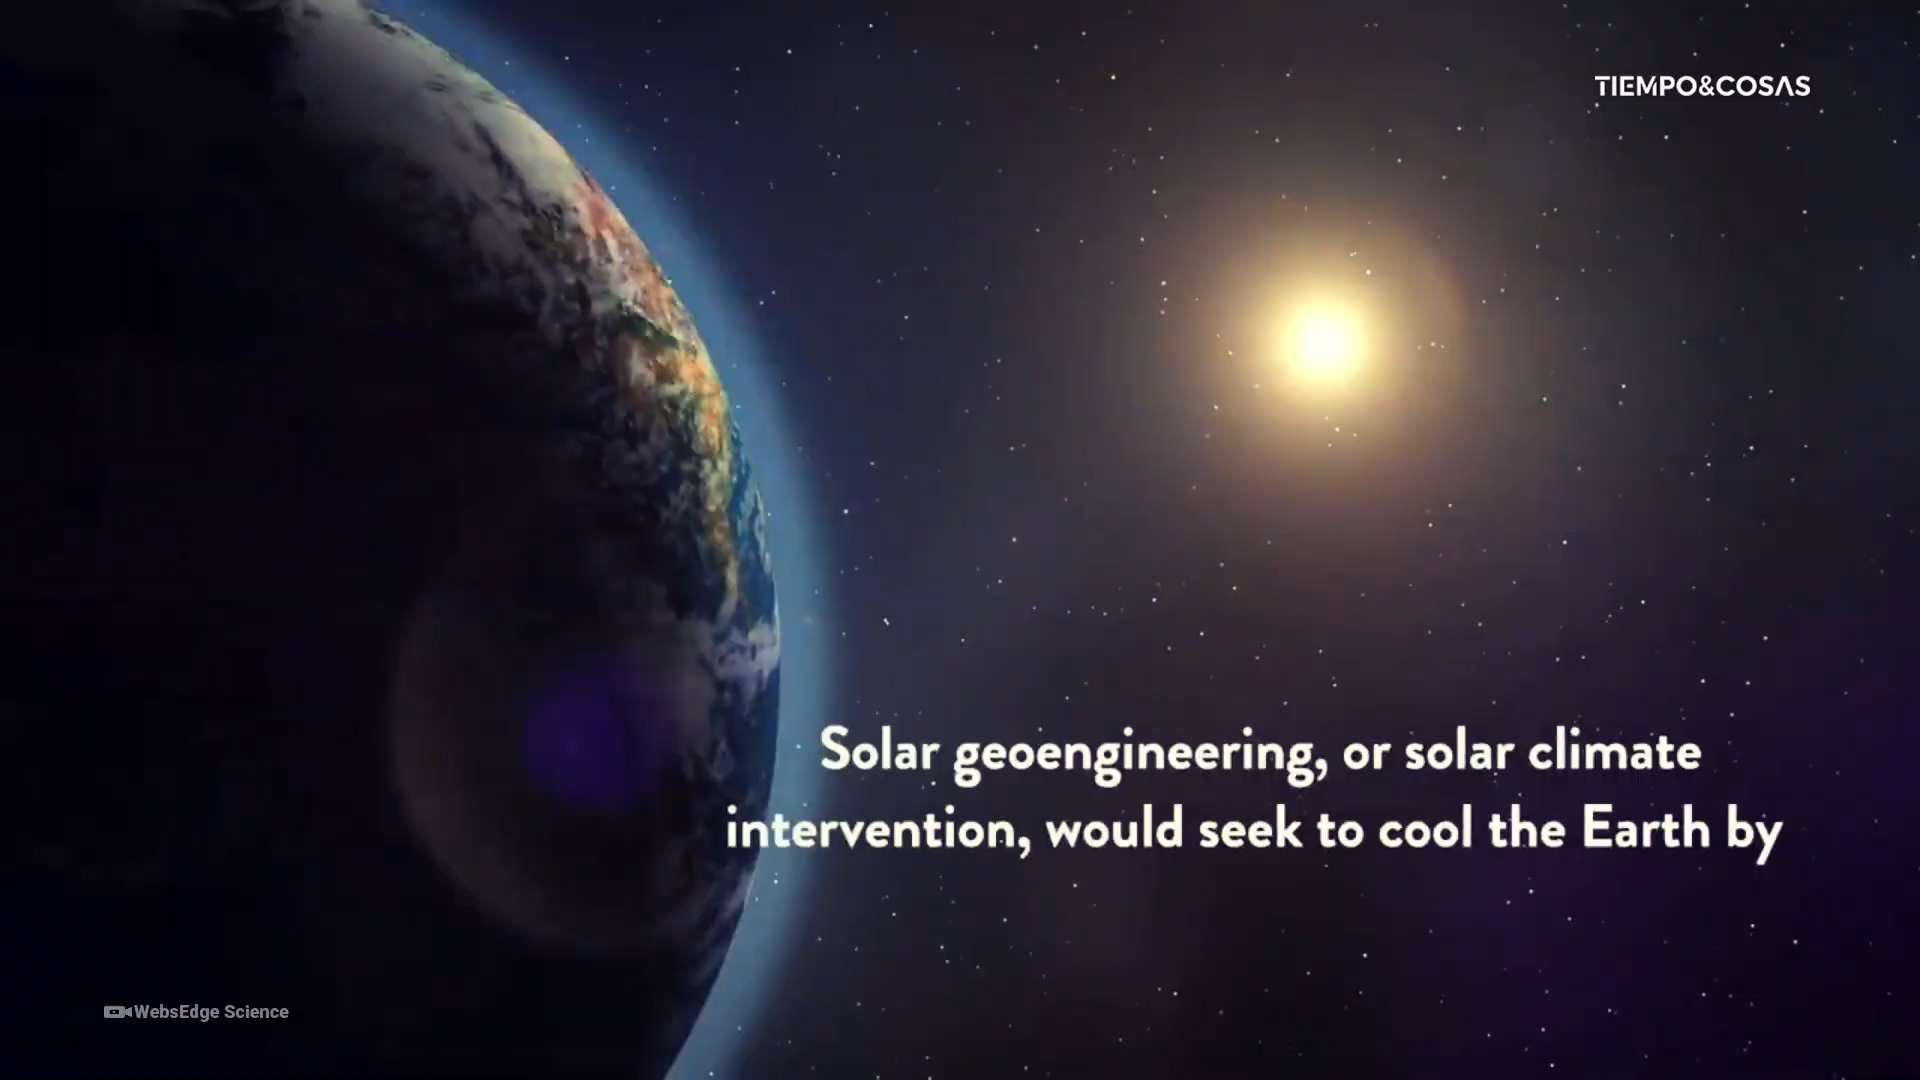 TIEMPO&COSAS
Solar geoengineering, or solar climate
intervention, would seek to cool the Earth by
WebsEdge Science